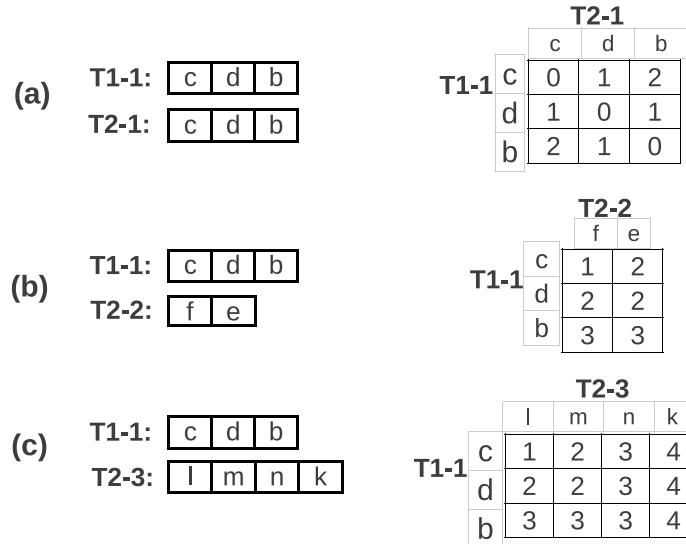 (a)
T1-1: c d b
T2-1: c d b
T2-1
c d b
T1-1 c 0 1 2
d 1 0 1
b 2 1 0
(b)
T1-1: c d b
T2-2: f e
T2-2
f e
T1-1 c 1 2
d 2 2
b 3 3
(c)
T1-1: c d b
T2-3: l m n k
T2-3
l m n k
T1-1 c 1 2 3 4
d 2 2 3 4
b 3 3 3 4